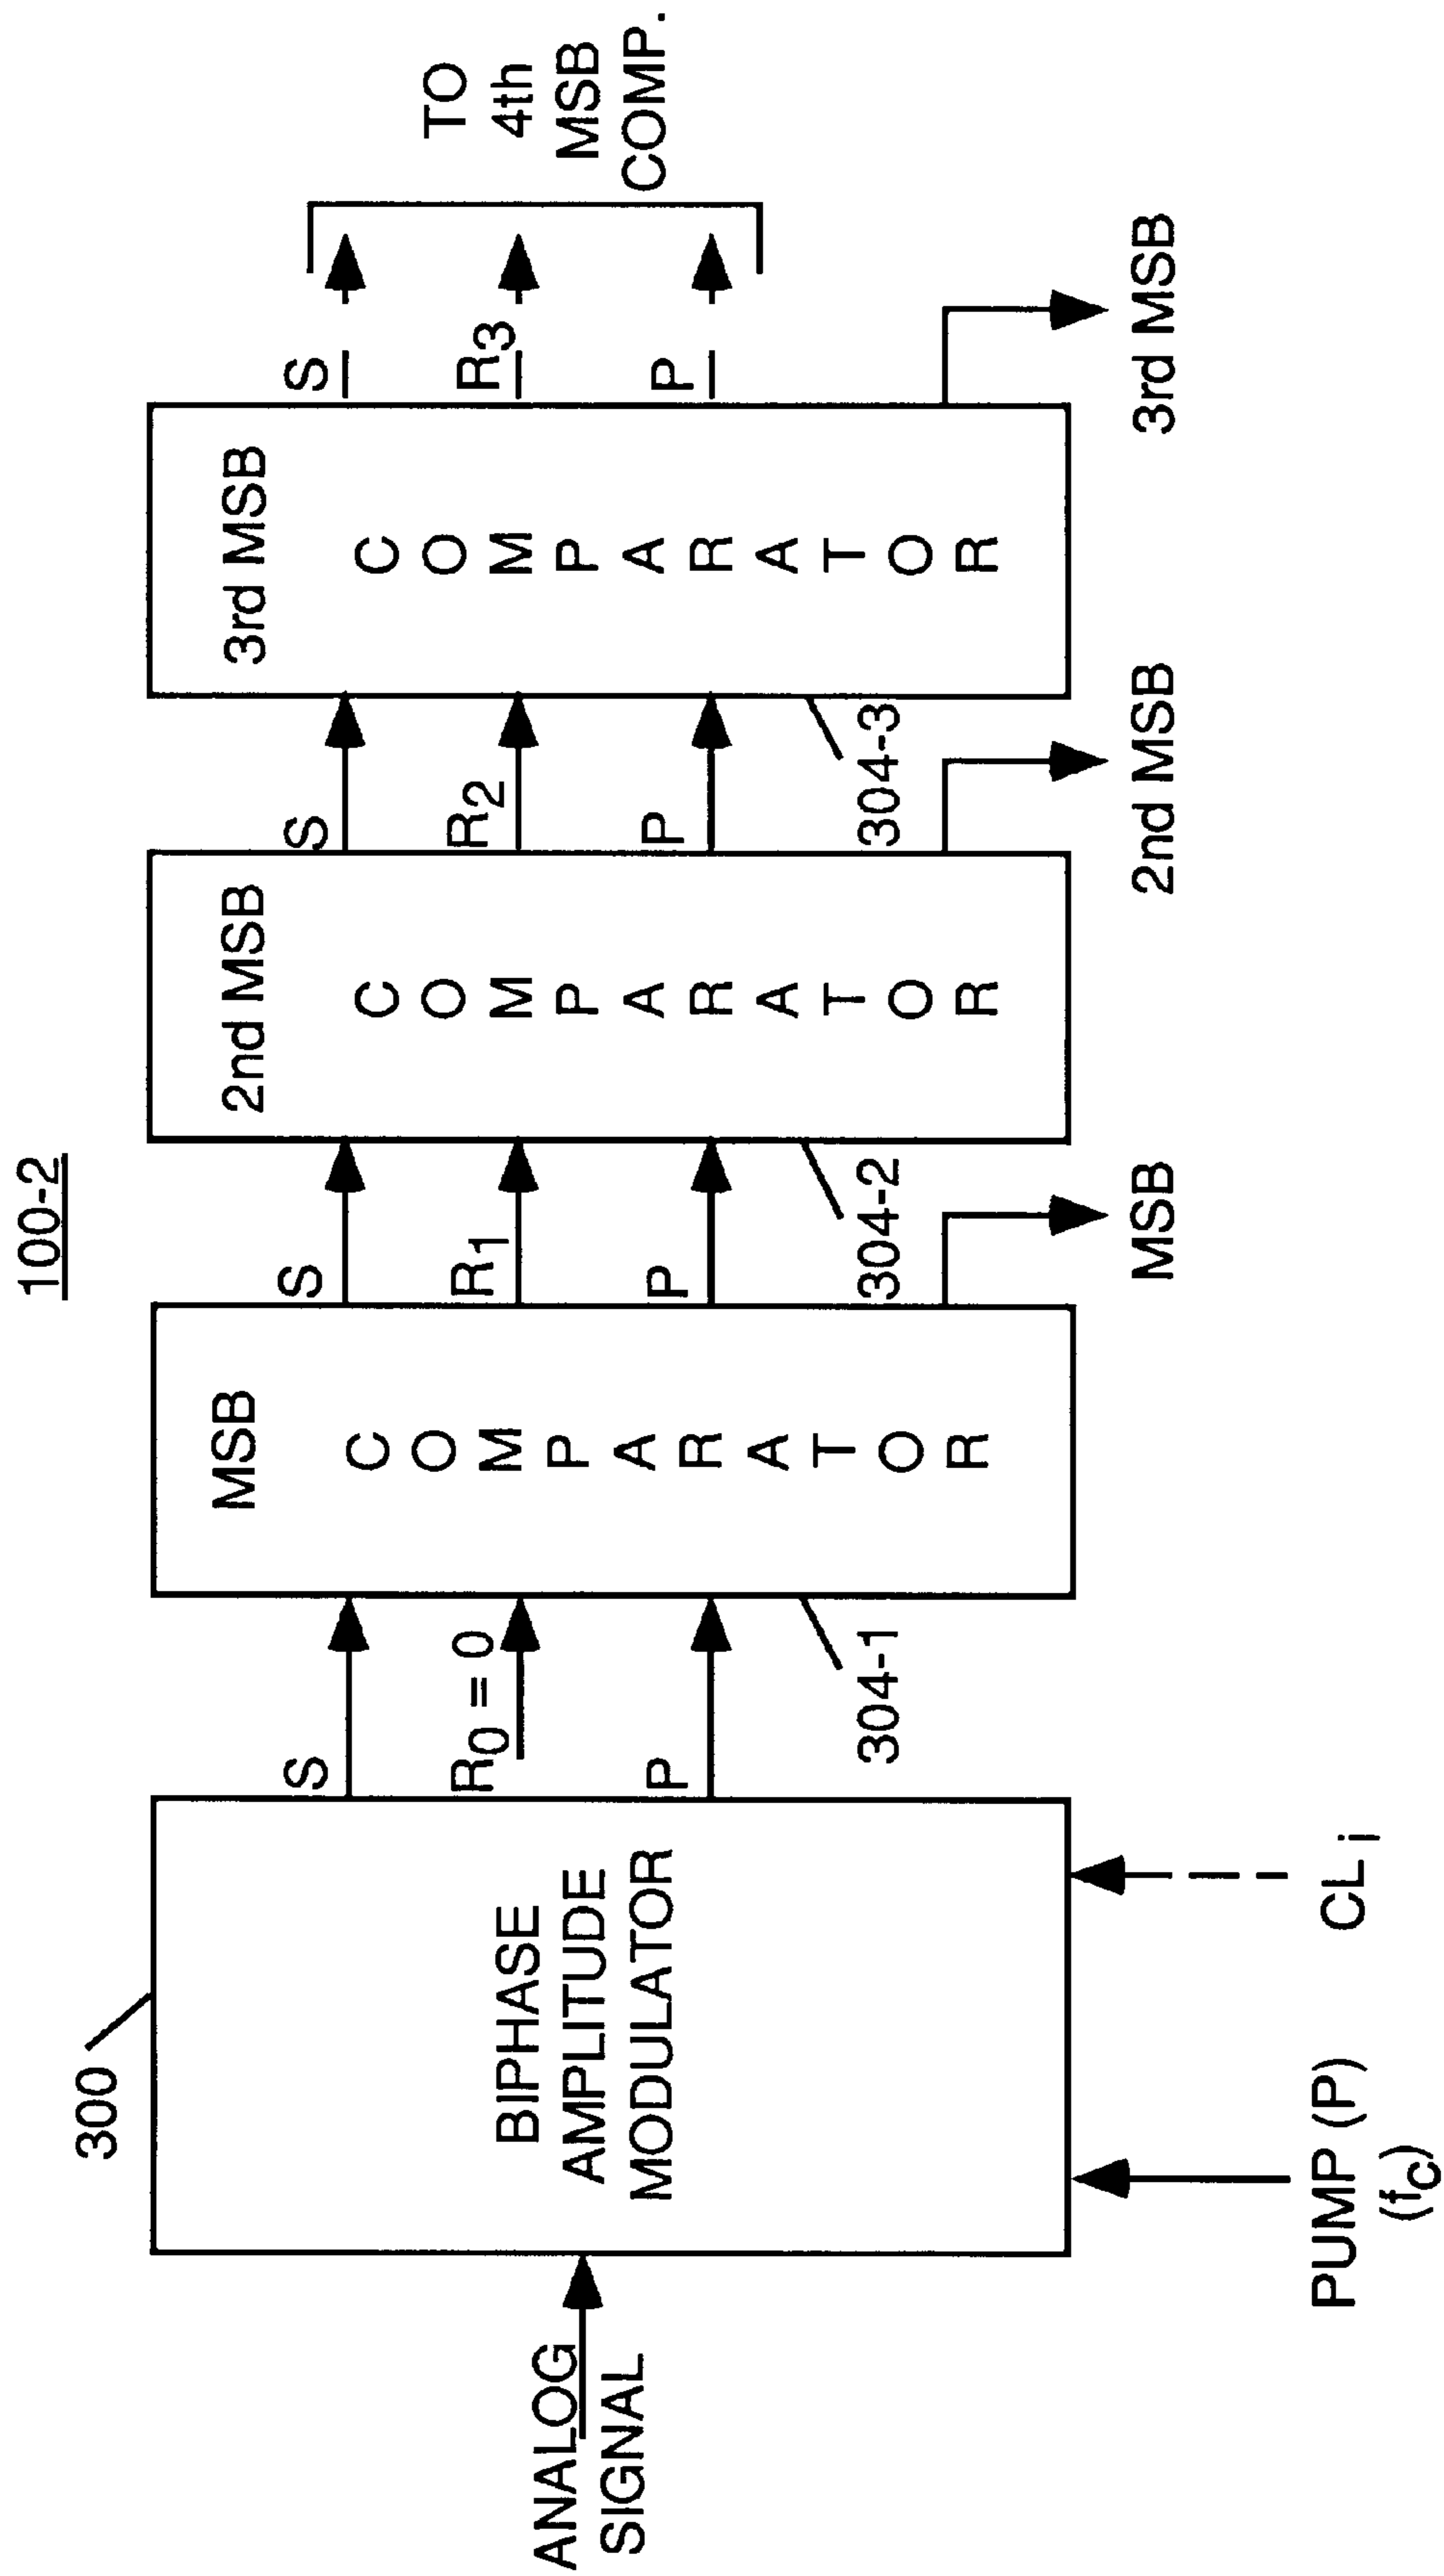 100-2
300
ANALOG
SIGNAL
BIPHASE
AMPLITUDE
MODULATOR
PUMP (P)
(fC)
CLi
S
R0 = 0
P
304-1
MSB
COMPARATOR
MSB
S
R1
P
304-2
2nd MSB
COMPARATOR
2nd MSB
S
R2
P
304-3
3rd MSB
COMPARATOR
3rd MSB
S
R3
P
TO
4th
MSB
COMP.